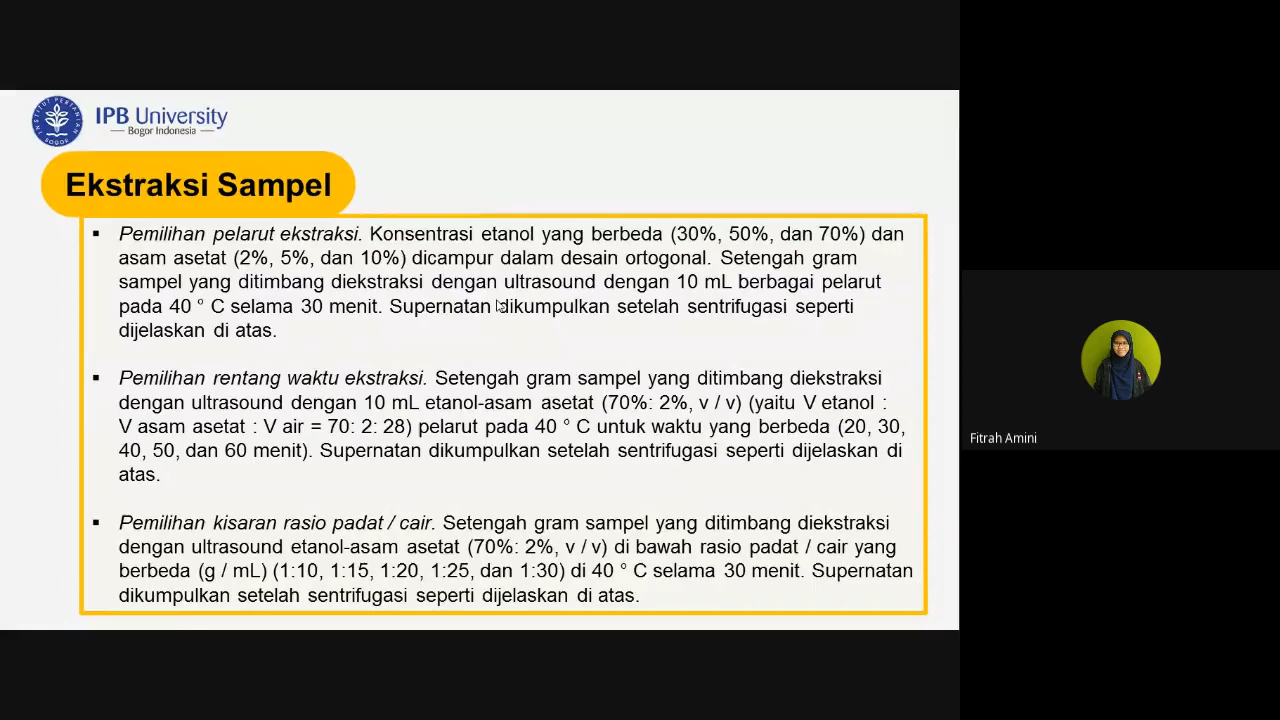 INSTITUT PERTANIAN BOGOR
IPB University
Bogor Indonesia
Ekstraksi Sampel
▪ Pemilihan pelarut ekstraksi. Konsentrasi etanol yang berbeda (30%, 50%, dan 70%) dan
asam asetat (2%, 5%, dan 10%) dicampur dalam desain ortogonal. Setengah gram
sampel yang ditimbang diekstraksi dengan ultrasound dengan 10 mL berbagai pelarut
pada 40 ° C selama 30 menit. Supernatan dikumpulkan setelah sentrifugasi seperti
dijelaskan di atas.
▪ Pemilihan rentang waktu ekstraksi. Setengah gram sampel yang ditimbang diekstraksi
dengan ultrasound dengan 10 mL etanol-asam asetat (70%: 2%, v / v) (yaitu V etanol :
V asam asetat : V air = 70: 2: 28) pelarut pada 40 ° C untuk waktu yang berbeda (20, 30,
40, 50, dan 60 menit). Supernatan dikumpulkan setelah sentrifugasi seperti dijelaskan di
atas.
▪ Pemilihan kisaran rasio padat / cair. Setengah gram sampel yang ditimbang diekstraksi
dengan ultrasound etanol-asam asetat (70%: 2%, v / v) di bawah rasio padat / cair yang
berbeda (g / mL) (1:10, 1:15, 1:20, 1:25, dan 1:30) di 40 ° C selama 30 menit. Supernatan
dikumpulkan setelah sentrifugasi seperti dijelaskan di atas.
Fitrah Amini